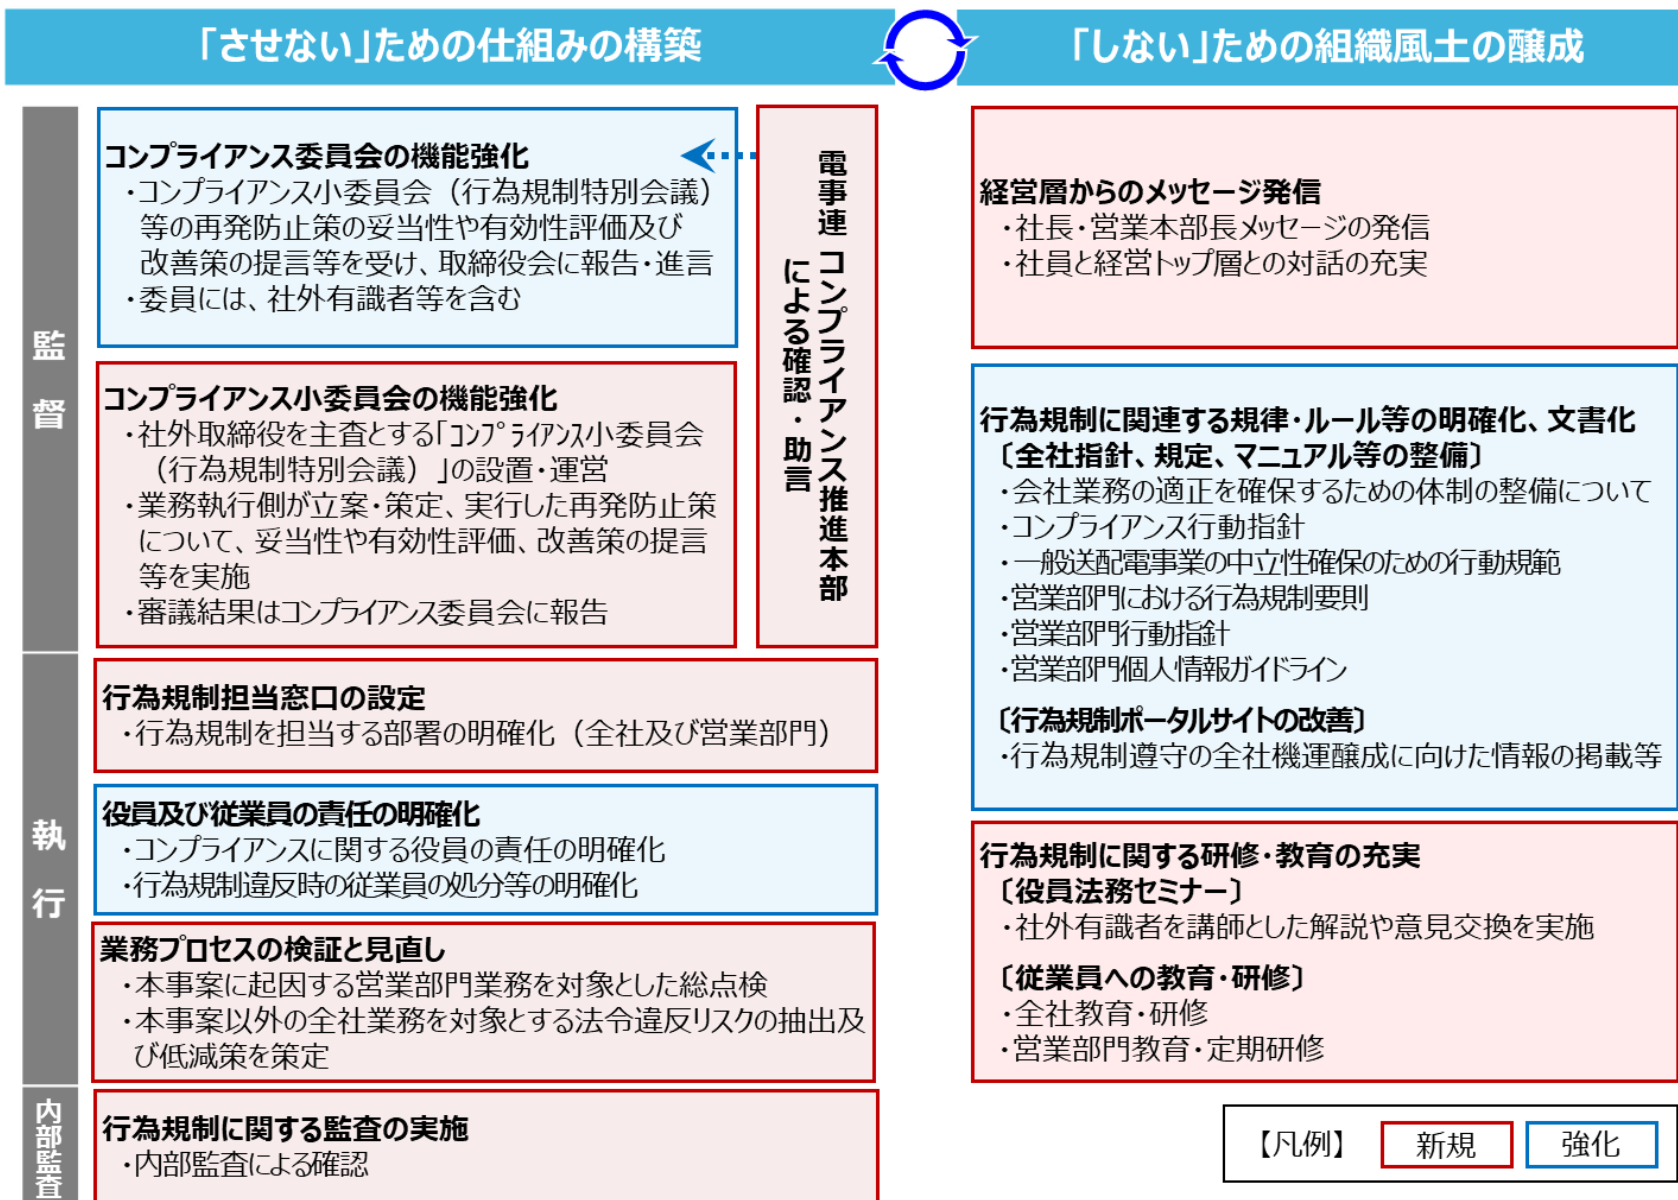 「させない」ための仕組みの構築
「しない」ための組織風土の醸成
監督
コンプライアンス委員会の機能強化
・コンプライアンス小委員会（行為規制特別会議）
等の再発防止策の妥当性や有効性評価及び
改善策の提言等を受け、取締役会に報告・進言
・委員には、社外有識者等を含む
電事連 コンプライアンス推進本部
による確認・助言
コンプライアンス小委員会の機能強化
・社外取締役を主査とする「コンプライアンス小委員会
（行為規制特別会議）」の設置・運営
・業務執行側が立案・策定、実行した再発防止策
について、妥当性や有効性評価、改善策の提言
等を実施
・審議結果はコンプライアンス委員会に報告
執行
行為規制担当窓口の設定
・行為規制を担当する部署の明確化（全社及び営業部門）
役員及び従業員の責任の明確化
・コンプライアンスに関する役員の責任の明確化
・行為規制違反時の従業員の処分等の明確化
業務プロセスの検証と見直し
・本事案に起因する営業部門業務を対象とした総点検
・本事案以外の全社業務を対象とする法令違反リスクの抽出及
び低減策を策定
内部監査
行為規制に関する監査の実施
・内部監査による確認
経営層からのメッセージ発信
・社長・営業本部長メッセージの発信
・社員と経営トップ層との対話の充実
行為規制に関連する規律・ルール等の明確化、文書化
〔全社指針、規定、マニュアル等の整備〕
・会社業務の適正を確保するための体制の整備について
・コンプライアンス行動指針
・一般送配電事業の中立性確保のための行動規範
・営業部門における行為規制要則
・営業部門行動指針
・営業部門個人情報ガイドライン
〔行為規制ポータルサイトの改善〕
・行為規制遵守の全社機運醸成に向けた情報の掲載等
行為規制に関する研修・教育の充実
〔役員法務セミナー〕
・社外有識者を講師とした解説や意見交換を実施
〔従業員への教育・研修〕
・全社教育・研修
・営業部門教育・定期研修
【凡例】 新規 強化